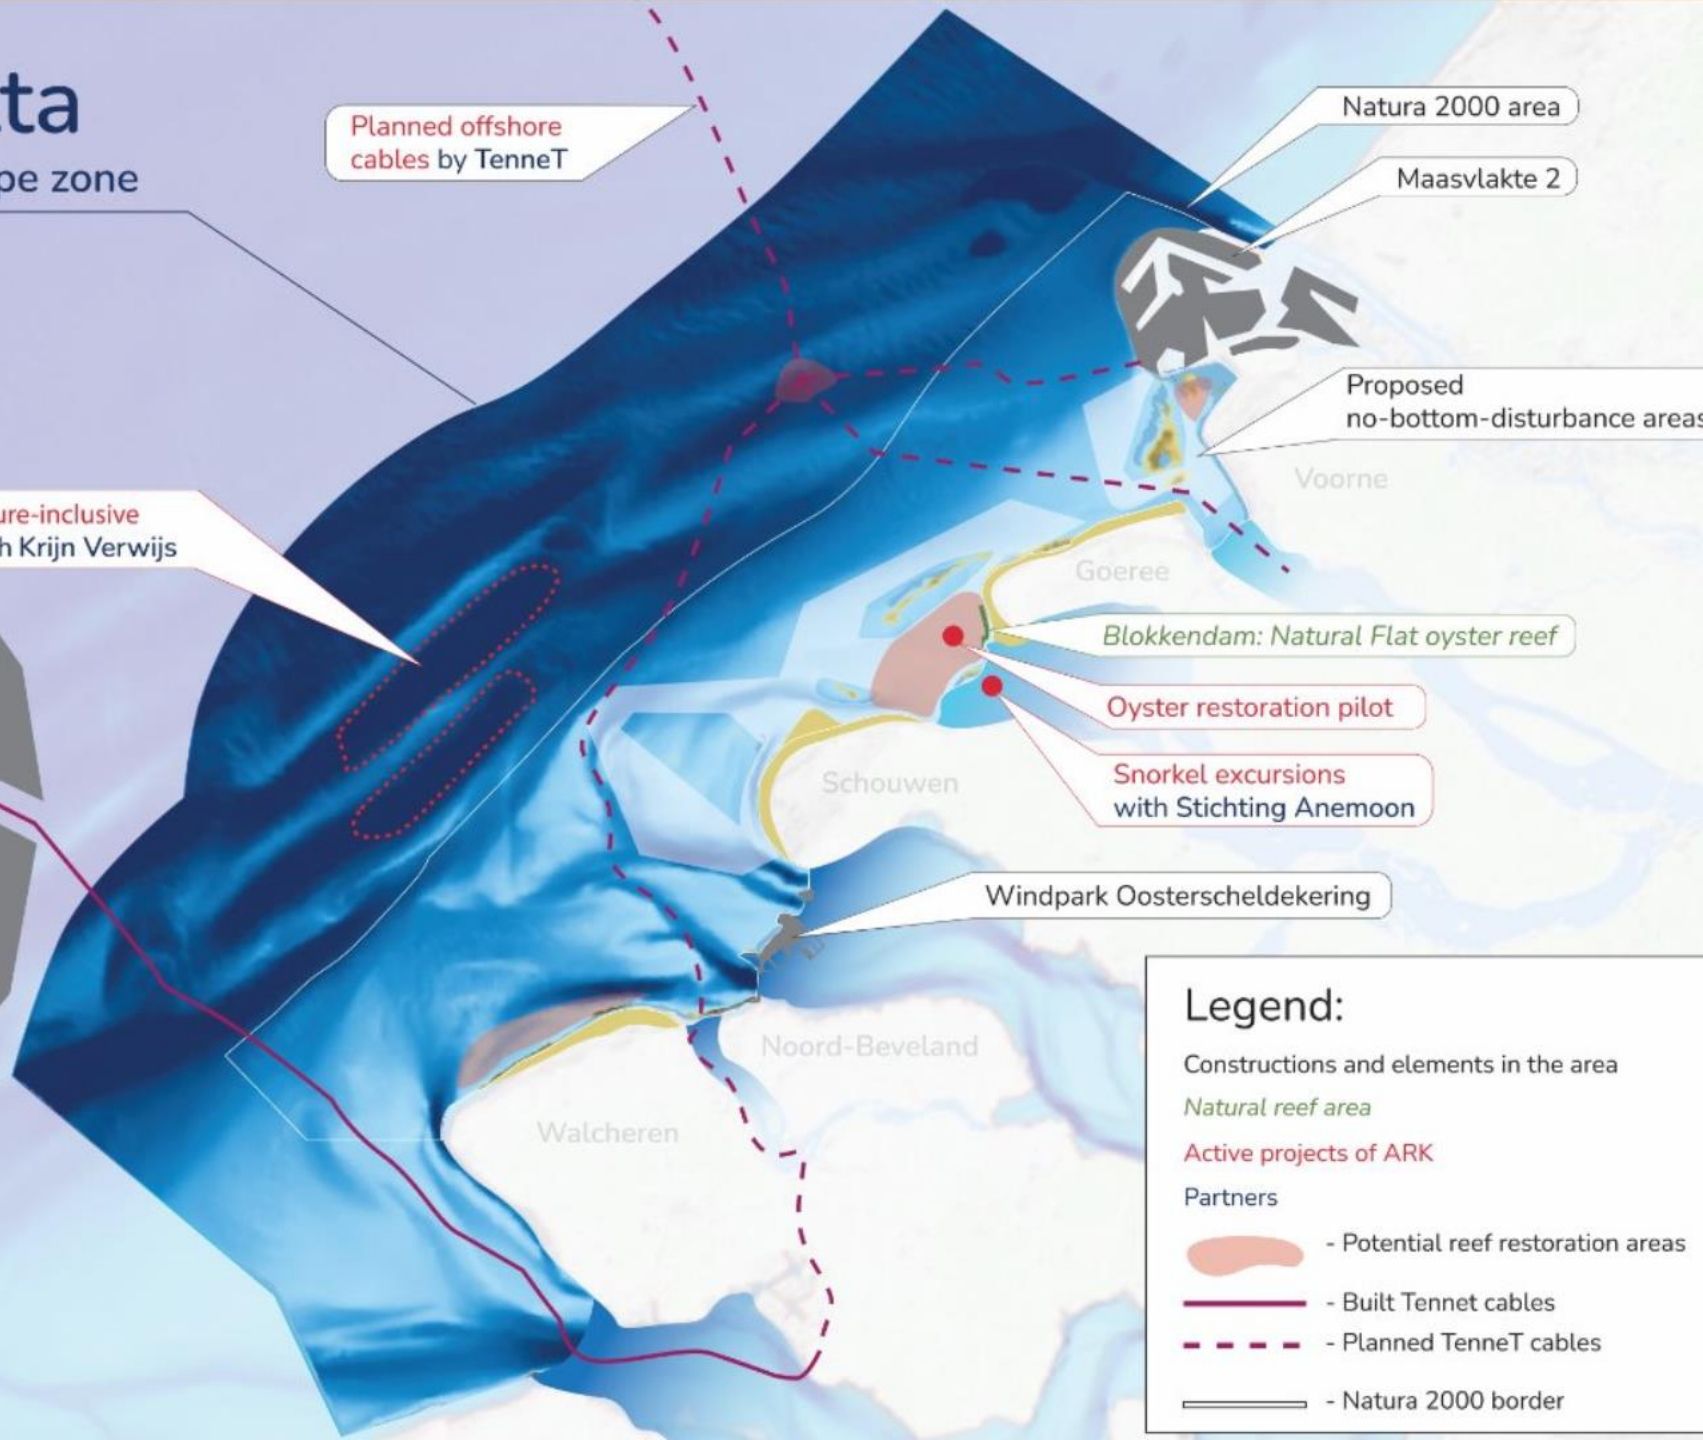 ta
pe zone
Planned offshore
cables by TenneT
Natura 2000 area
Maasvlakte 2
Proposed
no-bottom-disturbance areas
Voorne
ure-inclusive
h Krijn Verwijs
Goeree
Blokkendam: Natural Flat oyster reef
Oyster restoration pilot
Snorkel excursions
with Stichting Anemoon
Schouwen
Windpark Oosterscheldekering
Noord-Beveland
Walcheren
Legend:
Constructions and elements in the area
Natural reef area
Active projects of ARK
Partners
- Potential reef restoration areas
- Built Tennet cables
- Planned TenneT cables
- Natura 2000 border